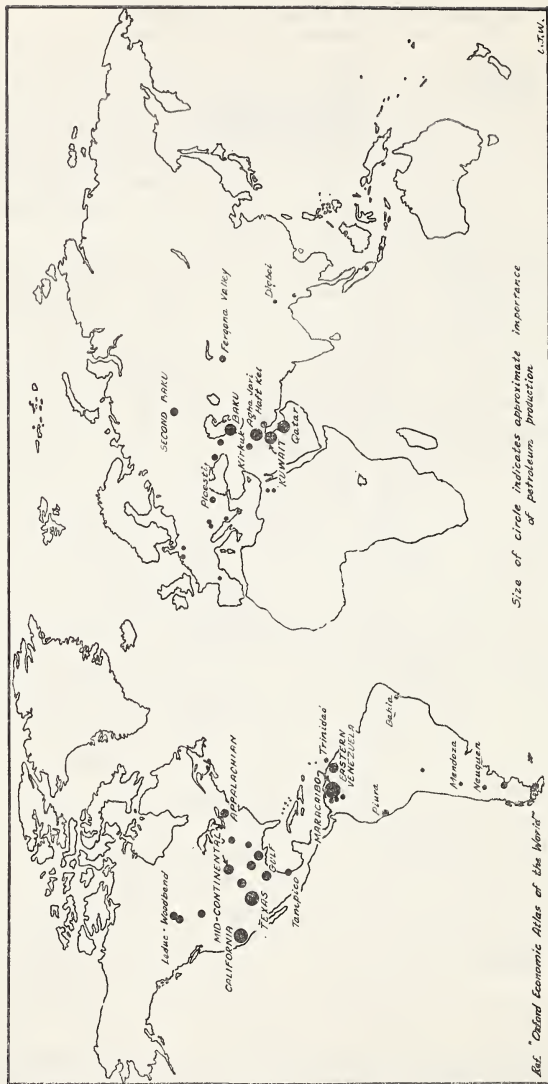 Leduc - Woodbend
MID-CONTINENTAL
CALIFORNIA
APPALACHIAN
TEXAS
GULF
Tampico
MARACAIBO
Trinidad
EASTERN
VENEZUELA
Piura
Bahia
Mendoza
Neuquen
SECOND BAKU
Fergana Valley
Ploesti
BAKU
Kirkuk
Agha Jari
Haft Kel
KUWAIT
Qatar
Digboi
Size of circle indicates approximate importance
of petroleum production
Ref. "Oxford Economic Atlas of the World"
L.J.W.